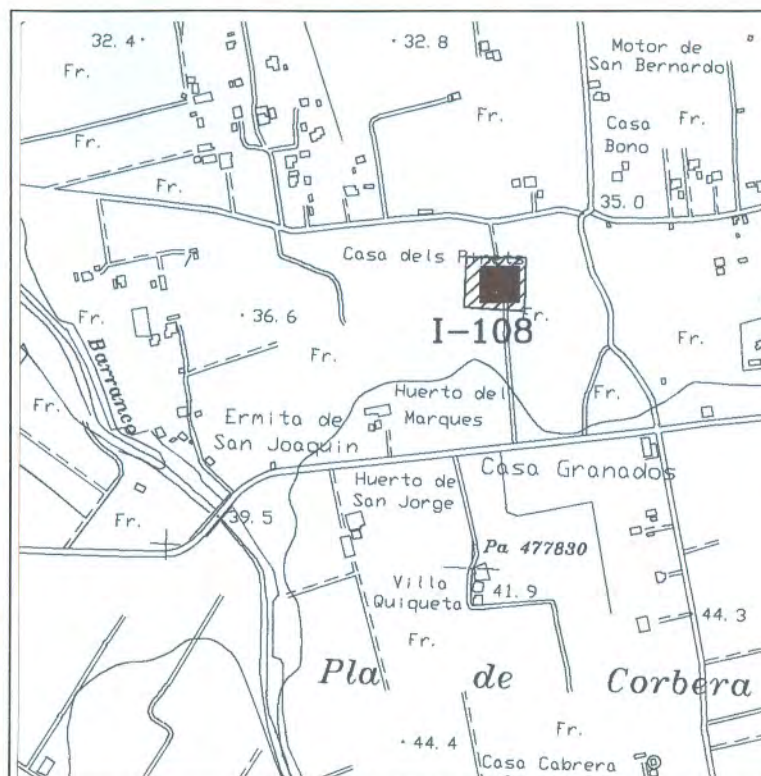 32. 4
32. 8
Motor de
San Bernardo
Fr.
Fr.
Casa
Bono
Fr.
Fr.
Fr.
35. 0
Casa dels Pinets
36. 6
Fr.
Fr.
I-108
Fr.
Fr.
Barranco
Fr.
Huerto del
Marques
Fr.
Ermita de
San Joaquin
Casa Granados
Huerto de
San Jorge
Fr.
39. 5
Pa 477830
Villa
Quiqueta
41. 9
44. 3
Fr.
Pla de Corbera
Fr.
44. 4
Casa Cabrera